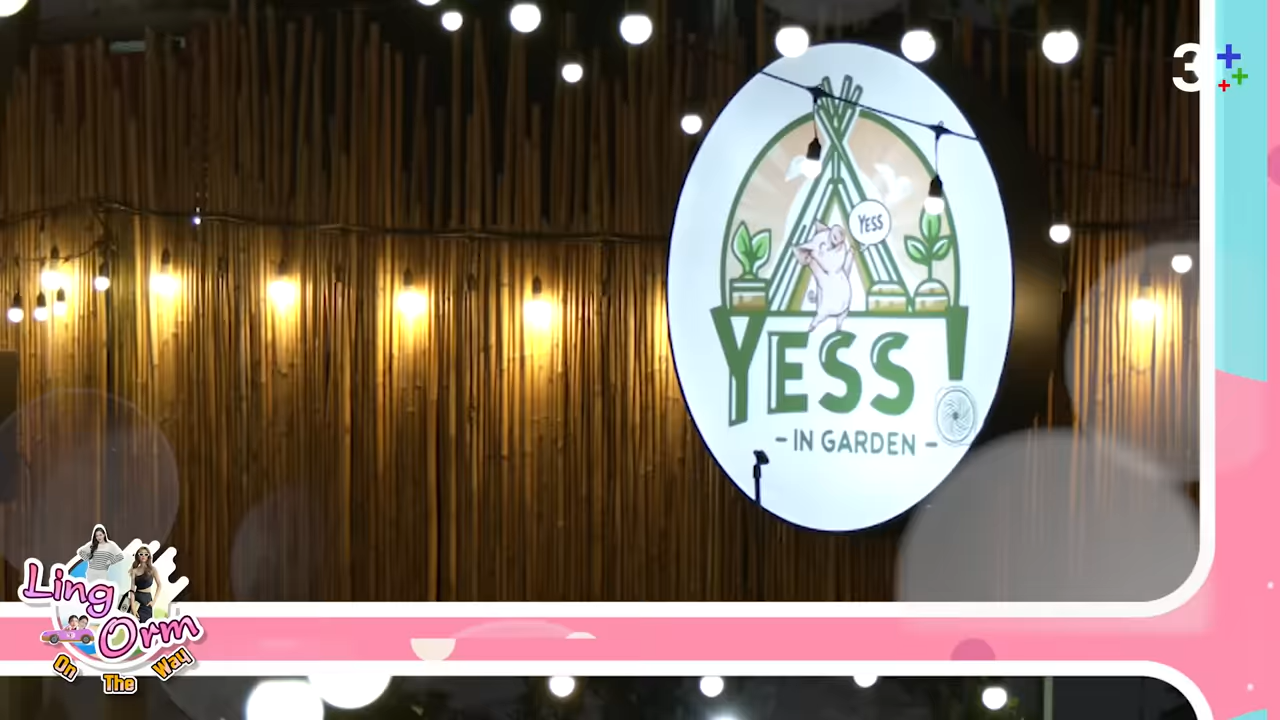 3
YESS
YESS!
- IN GARDEN -
Ling
Orm
On The Way